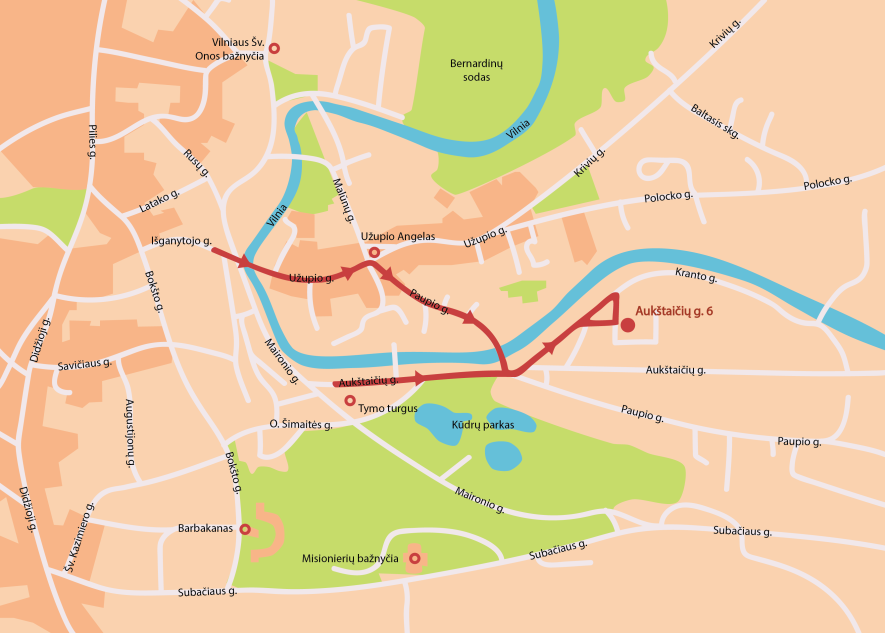 Vilniaus Šv.
Onos bažnyčia
Bernardinų
sodas
Krivių g.
Baltasis skg.
Vilnia
Pilies g.
Rusų g.
Krivių g.
Malūnų g.
Polocko g.
Polocko g.
Latako g.
Vilnia
Išganytojo g.
Užupio Angelas
Užupio g.
Bokšto g.
Užupio g.
Kranto g.
Paupio g.
Aukštaičių g. 6
Didžioji g.
Savičiaus g.
Maironio g.
Aukštaičių g.
Aukštaičių g.
Tymo turgus
Augustijonų g.
O. Šimaitės g.
Kūdrų parkas
Paupio g.
Paupio g.
Bokšto g.
Maironio g.
Didžioji g.
Šv. Kazimiero g.
Barbakanas
Subačiaus g.
Misionierių bažnyčia
Subačiaus g.
Subačiaus g.